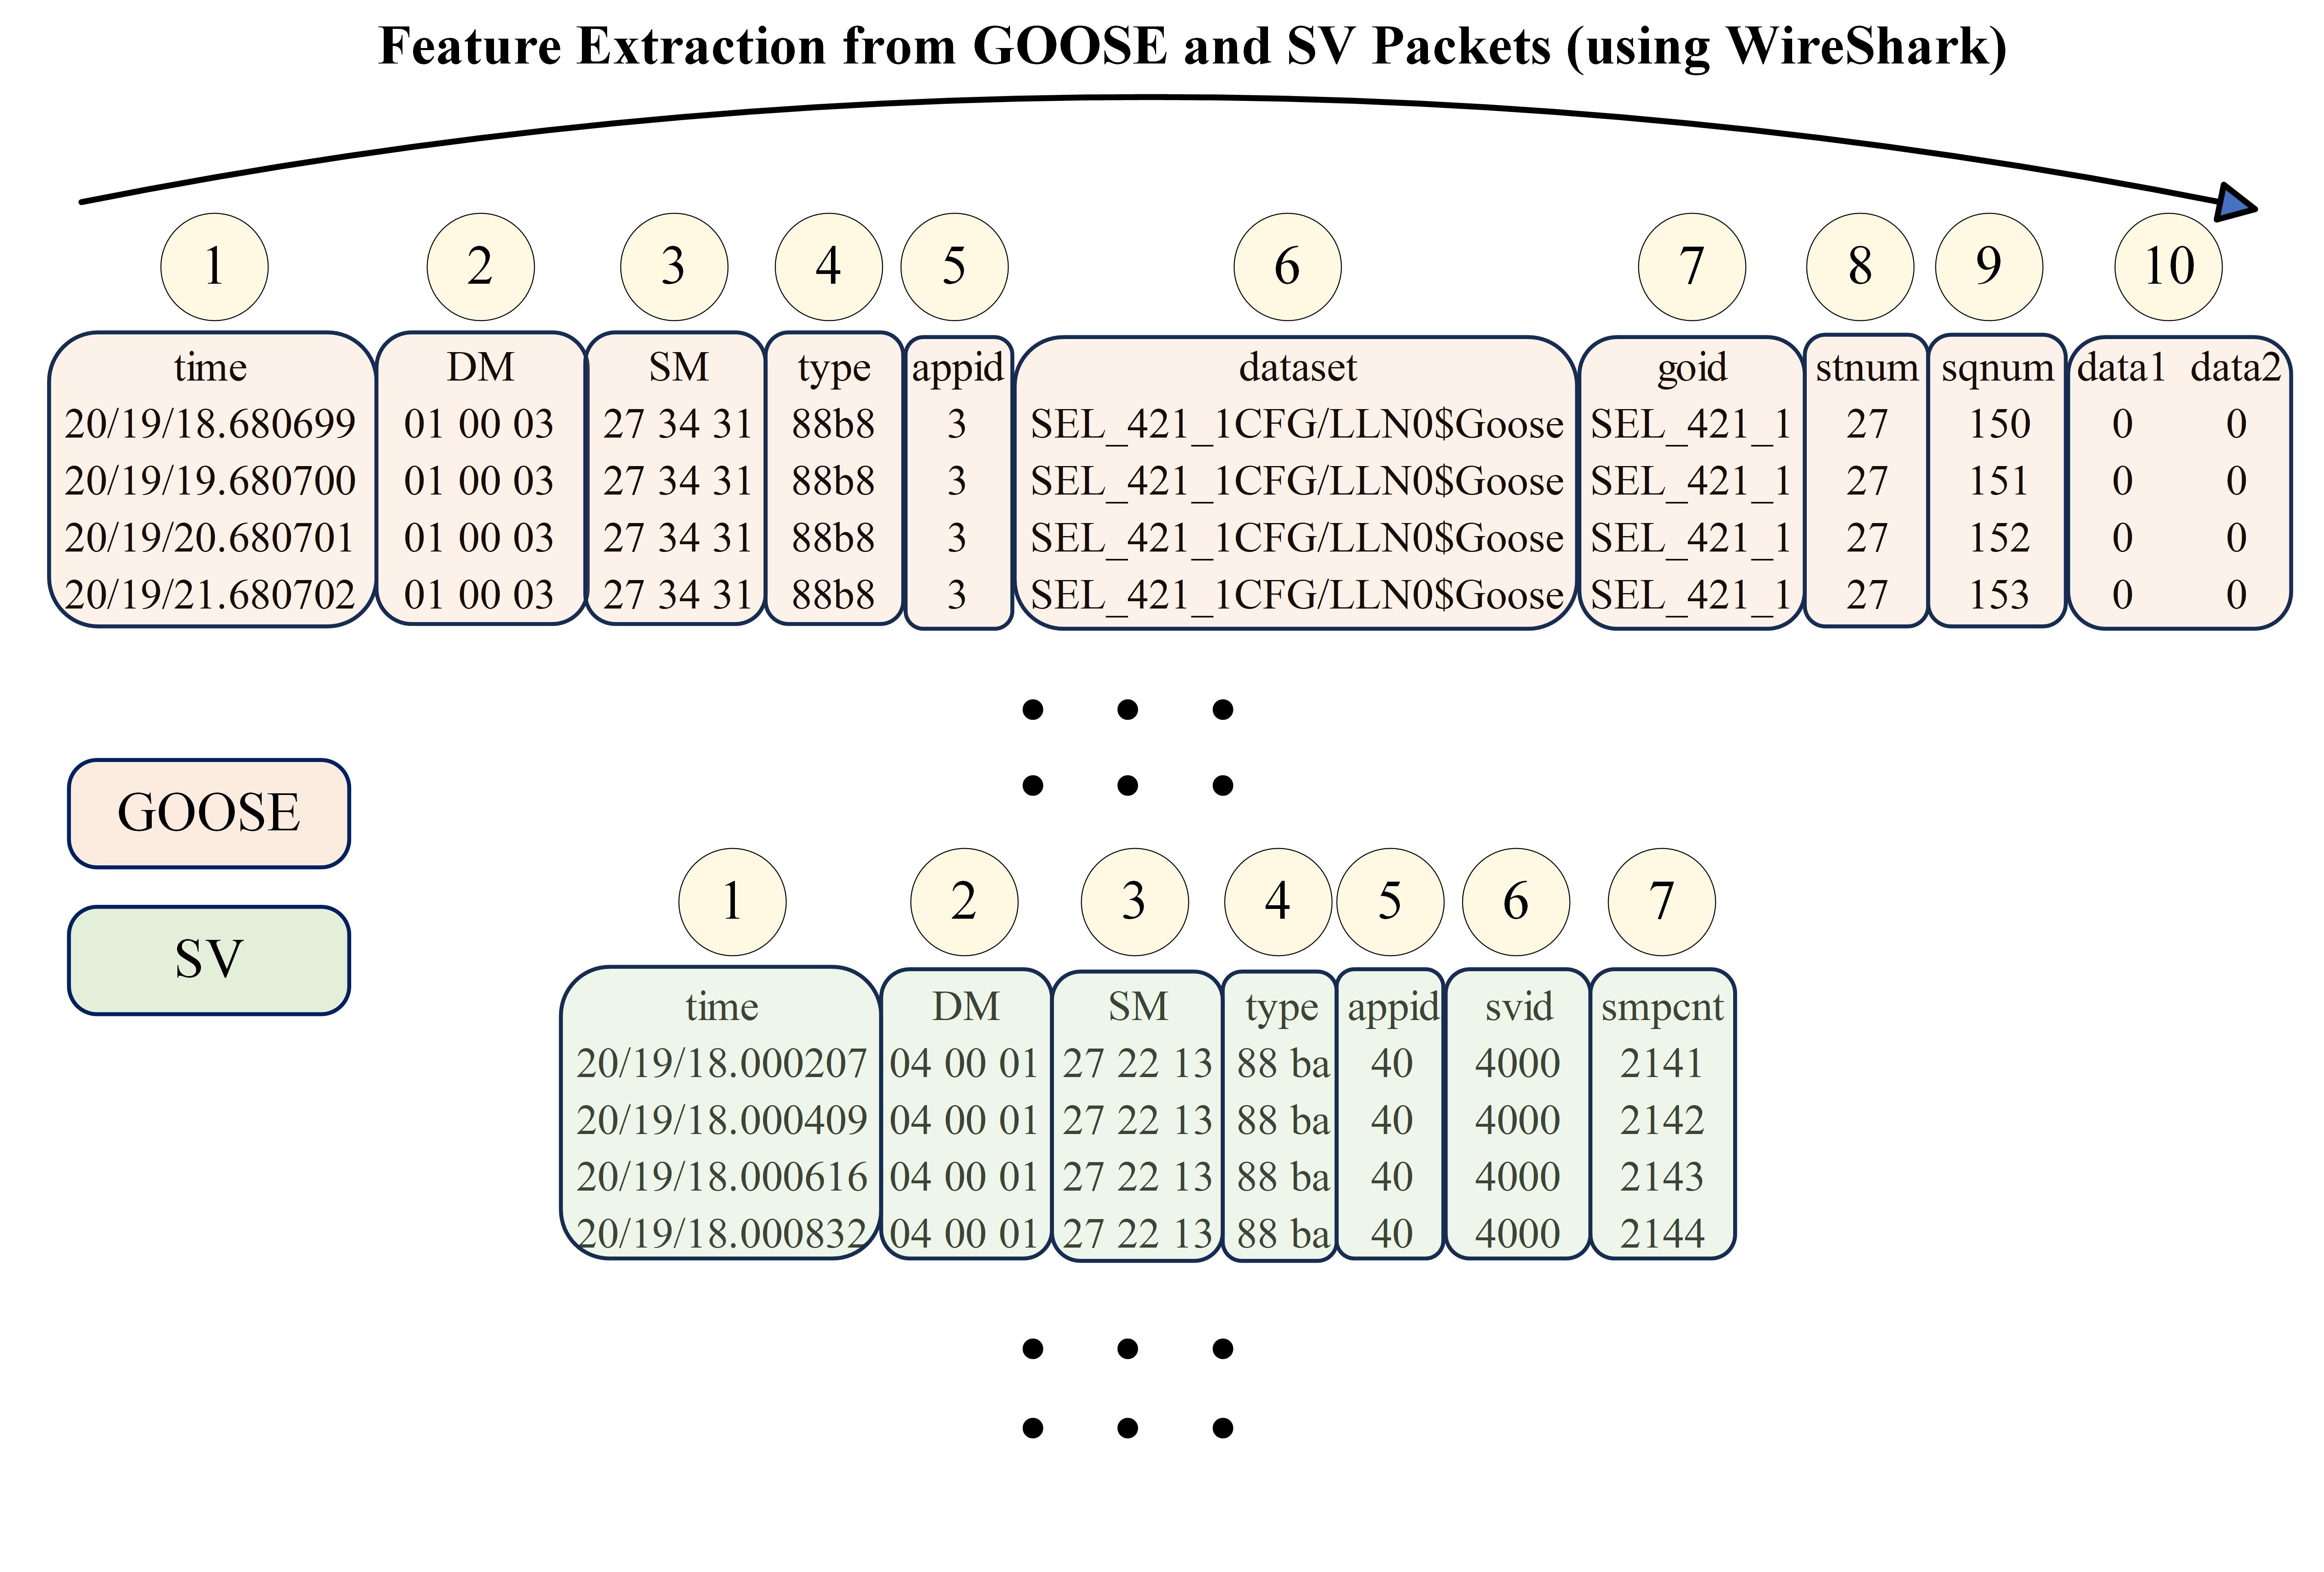 Feature Extraction from GOOSE and SV Packets (using WireShark)
1 2 3 4 5 6 7 8 9 10
time DM SM type appid dataset goid stnum sqnum data1 data2
20/19/18.680699 01 00 03 27 34 31 88b8 3 SEL_421_1CFG/LLN0$Goose SEL_421_1 27 150 0 0
20/19/19.680700 01 00 03 27 34 31 88b8 3 SEL_421_1CFG/LLN0$Goose SEL_421_1 27 151 0 0
20/19/20.680701 01 00 03 27 34 31 88b8 3 SEL_421_1CFG/LLN0$Goose SEL_421_1 27 152 0 0
20/19/21.680702 01 00 03 27 34 31 88b8 3 SEL_421_1CFG/LLN0$Goose SEL_421_1 27 153 0 0
GOOSE
SV
1 2 3 4 5 6 7
time DM SM type appid svid smpcnt
20/19/18.000207 04 00 01 27 22 13 88 ba 40 4000 2141
20/19/18.000409 04 00 01 27 22 13 88 ba 40 4000 2142
20/19/18.000616 04 00 01 27 22 13 88 ba 40 4000 2143
20/19/18.000832 04 00 01 27 22 13 88 ba 40 4000 2144